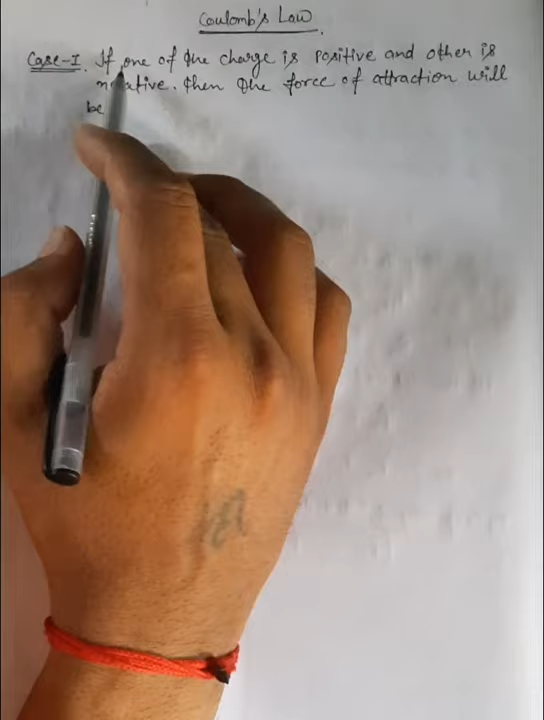 Coulomb's Law.
Case-I. If one of the charge is positive and other is
negative. then the force of attraction will
be